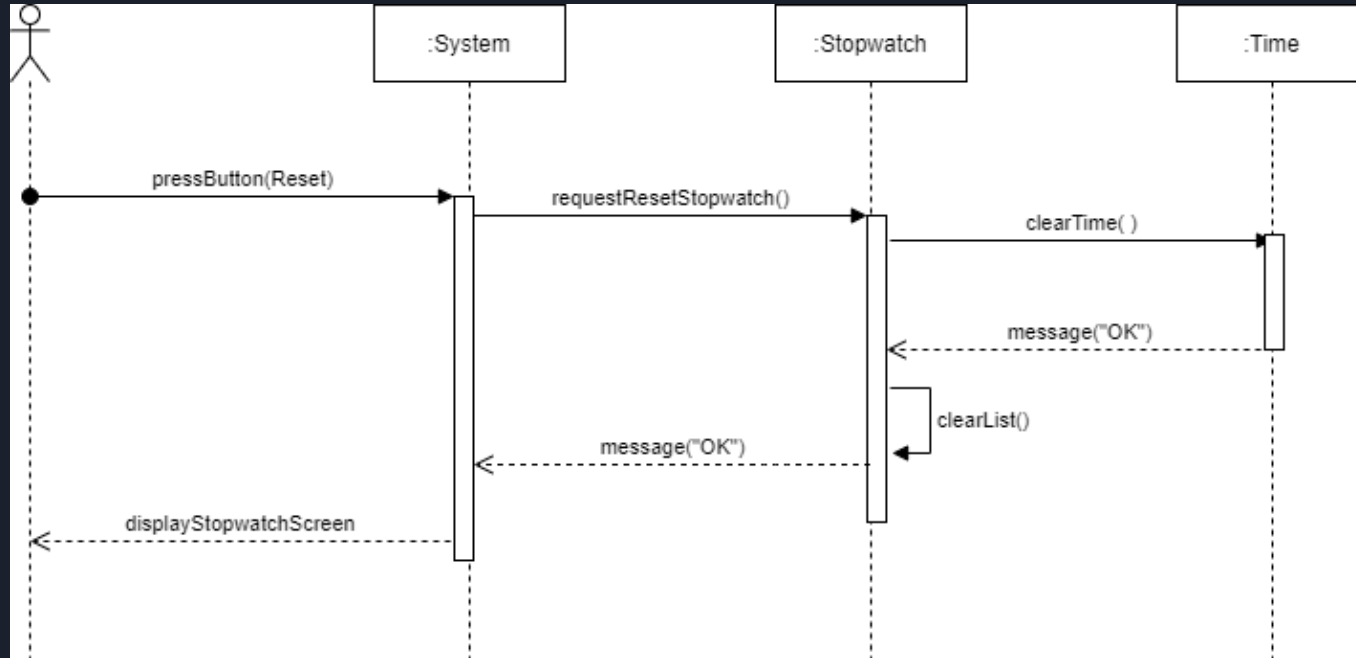 :System
:Stopwatch
:Time
pressButton(Reset)
requestResetStopwatch()
clearTime( )
message("OK")
clearList()
message("OK")
displayStopwatchScreen